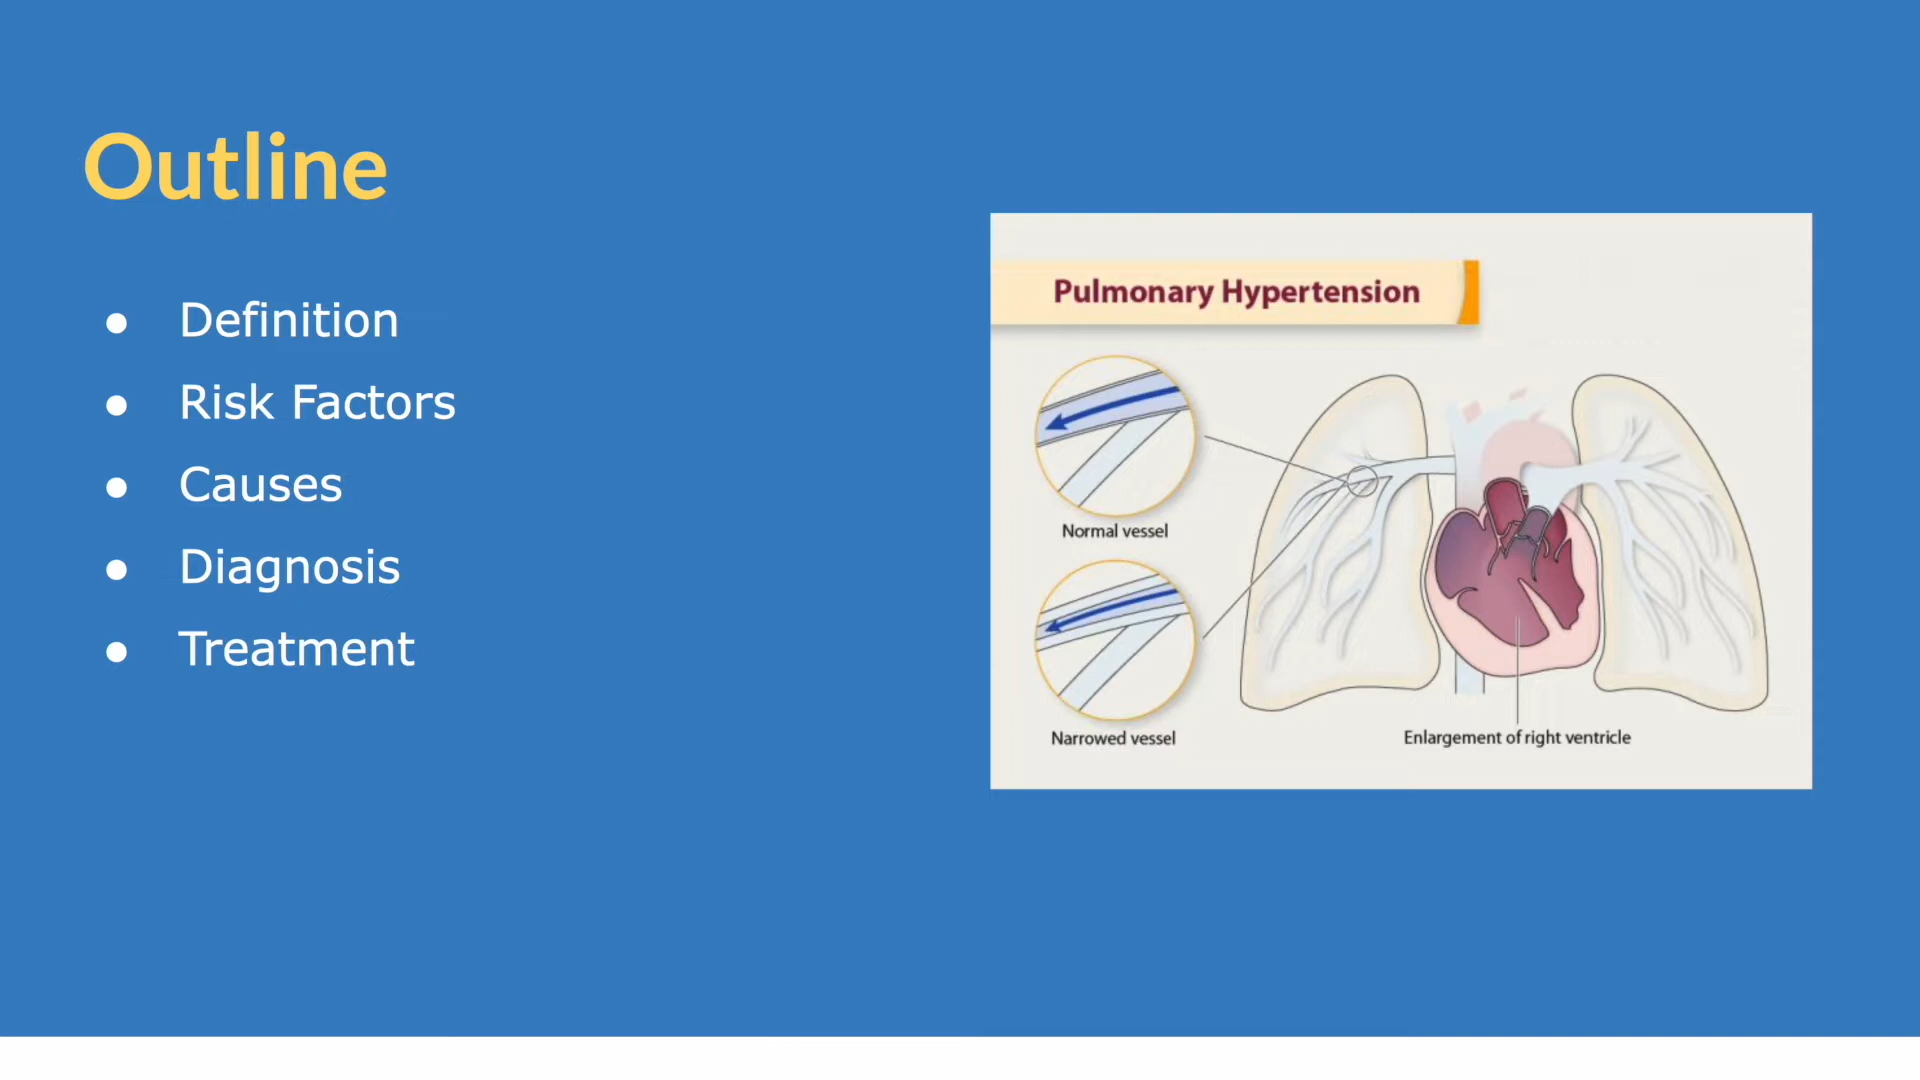 Outline
● Definition
● Risk Factors
● Causes
● Diagnosis
● Treatment
Pulmonary Hypertension
Normal vessel
Narrowed vessel
Enlargement of right ventricle